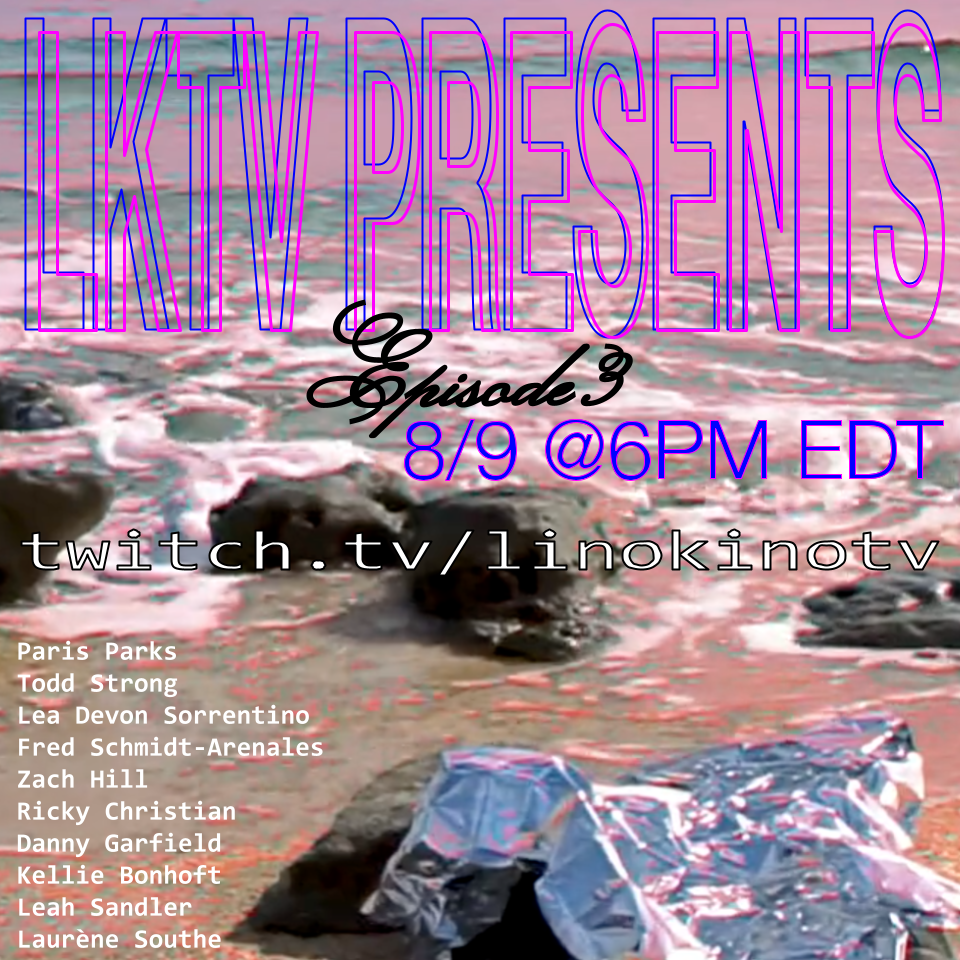 LKTV PRESENTS
Episode 3
8/9 @6PM EDT
twitch.tv/linokinotv
Paris Parks
Todd Strong
Lea Devon Sorrentino
Fred Schmidt-Arenales
Zach Hill
Ricky Christian
Danny Garfield
Kellie Bonhoft
Leah Sandler
Laurène Southe